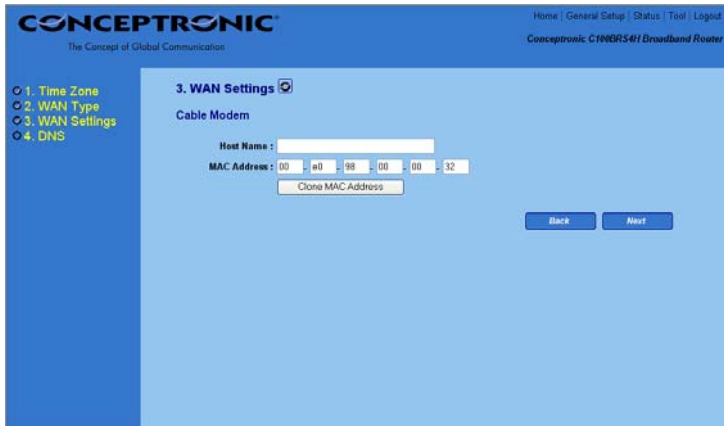 CONCEPTRONIC
The Concept of Global Communication
Home | General Setup | Status | Tool | Logout
Conceptronic C100BRS4H Broadband Router
1. Time Zone
2. WAN Type
3. WAN Settings
4. DNS
3. WAN Settings
Cable Modem
Host Name :
MAC Address : 00 - e0 - 98 - 00 - 00 - 32
Clone MAC Address
Back Next